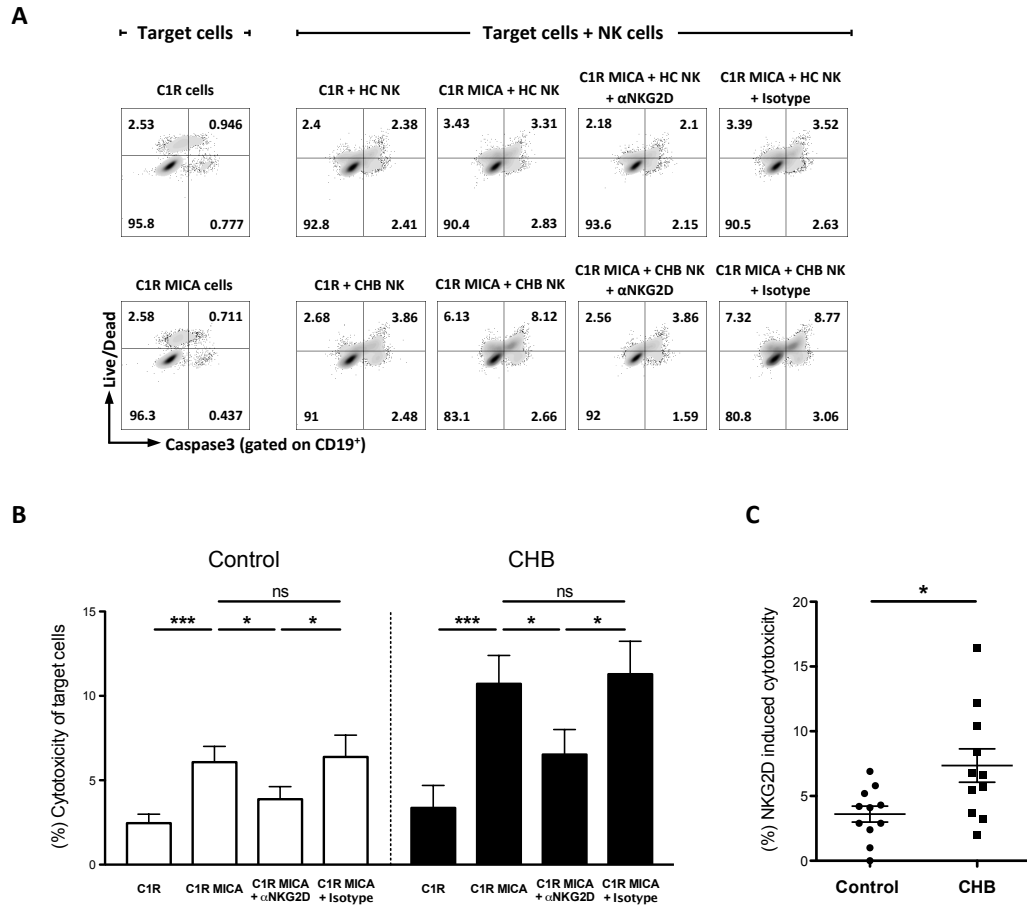 A
Target cells
Target cells + NK cells
C1R cells
C1R + HC NK
C1R MICA + HC NK
C1R MICA + HC NK
+ αNKG2D
C1R MICA + HC NK
+ Isotype
2.53 0.946
95.8 0.777
2.4 2.38
92.8 2.41
3.43 3.31
90.4 2.83
2.18 2.1
93.6 2.15
3.39 3.52
90.5 2.63
C1R MICA cells
C1R + CHB NK
C1R MICA + CHB NK
C1R MICA + CHB NK
+ αNKG2D
C1R MICA + CHB NK
+ Isotype
2.58 0.711
96.3 0.437
2.68 3.86
91 2.48
6.13 8.12
83.1 2.66
2.56 3.86
92 1.59
7.32 8.77
80.8 3.06
Live/Dead
Caspase3 (gated on CD19+)
B
Control
CHB
ns
ns
*** * *
*** * *
(%) Cytotoxicity of target cells
15
10
5
0
C1R
C1R MICA
C1R MICA
+ αNKG2D
C1R MICA
+ Isotype
C1R
C1R MICA
C1R MICA
+ αNKG2D
C1R MICA
+ Isotype
C
*
(%) NKG2D induced cytotoxicity
20
15
10
5
0
Control
CHB